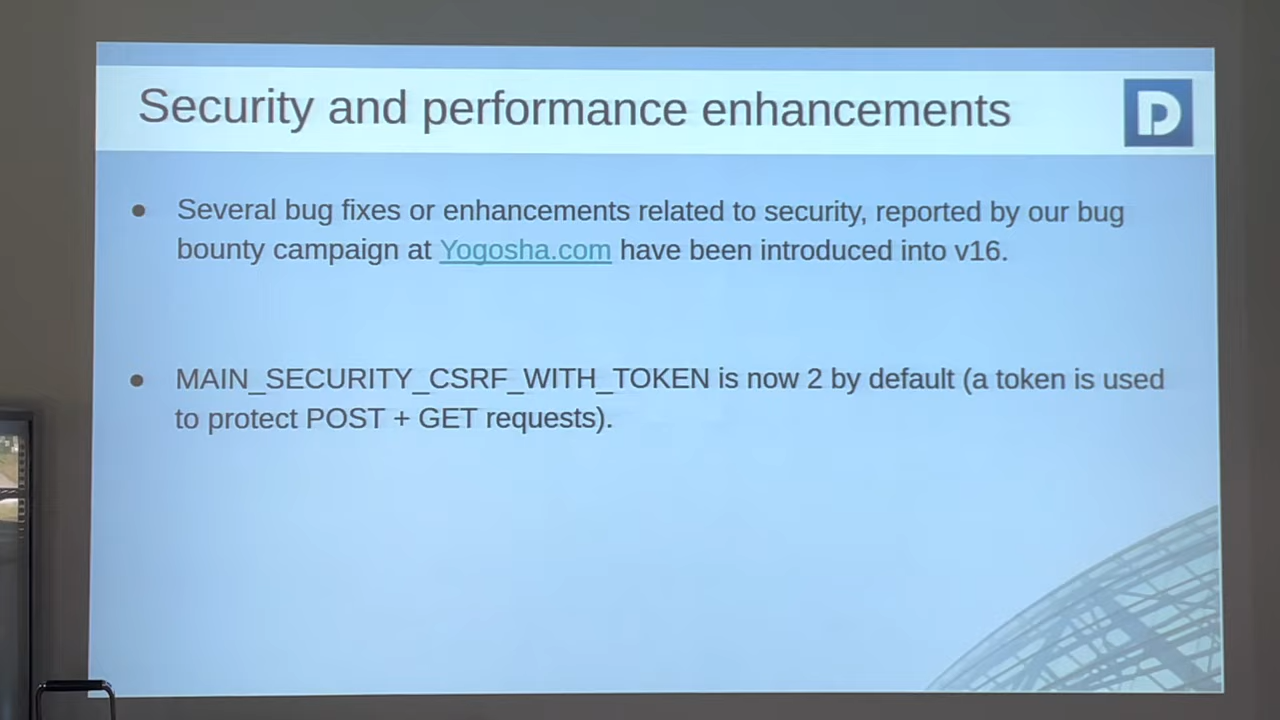 Security and performance enhancements
D
● Several bug fixes or enhancements related to security, reported by our bug
bounty campaign at Yogosha.com have been introduced into v16.
● MAIN_SECURITY_CSRF_WITH_TOKEN is now 2 by default (a token is used
to protect POST + GET requests).